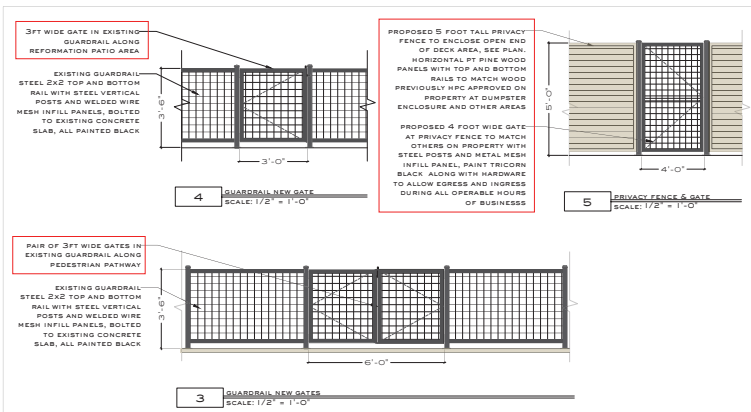 3FT WIDE GATE IN EXISTING
GUARDRAIL ALONG
REFORMATION PATIO AREA
EXISTING GUARDRAIL
STEEL 2X2 TOP AND BOTTOM
RAIL WITH STEEL VERTICAL
POSTS AND WELDED WIRE
MESH INFILL PANELS, BOLTED
TO EXISTING CONCRETE
SLAB, ALL PAINTED BLACK
3'-6"
3'-0"
4
GUARDRAIL NEW GATE
SCALE: 1/2" = 1'-0"
PROPOSED 5 FOOT TALL PRIVACY
FENCE TO ENCLOSE OPEN END
OF DECK AREA, SEE PLAN.
HORIZONTAL PT PINE WOOD
PANELS WITH TOP AND BOTTOM
RAILS TO MATCH WOOD
PREVIOUSLY HPC APPROVED ON
PROPERTY AT DUMPSTER
ENCLOSURE AND OTHER AREAS
PROPOSED 4 FOOT WIDE GATE
AT PRIVACY FENCE TO MATCH
OTHERS ON PROPERTY WITH
STEEL POSTS AND METAL MESH
INFILL PANEL, PAINT TRICORN
BLACK ALONG WITH HARDWARE
TO ALLOW EGRESS AND INGRESS
DURING ALL OPERABLE HOURS
OF BUSINESSS
5'-0"
4'-0"
5
PRIVACY FENCE & GATE
SCALE: 1/2" = 1'-0"
PAIR OF 3FT WIDE GATES IN
EXISTING GUARDRAIL ALONG
PEDESTRIAN PATHWAY
EXISTING GUARDRAIL
STEEL 2X2 TOP AND BOTTOM
RAIL WITH STEEL VERTICAL
POSTS AND WELDED WIRE
MESH INFILL PANELS, BOLTED
TO EXISTING CONCRETE
SLAB, ALL PAINTED BLACK
3'-6"
6'-0"
3
GUARDRAIL NEW GATES
SCALE: 1/2" = 1'-0"